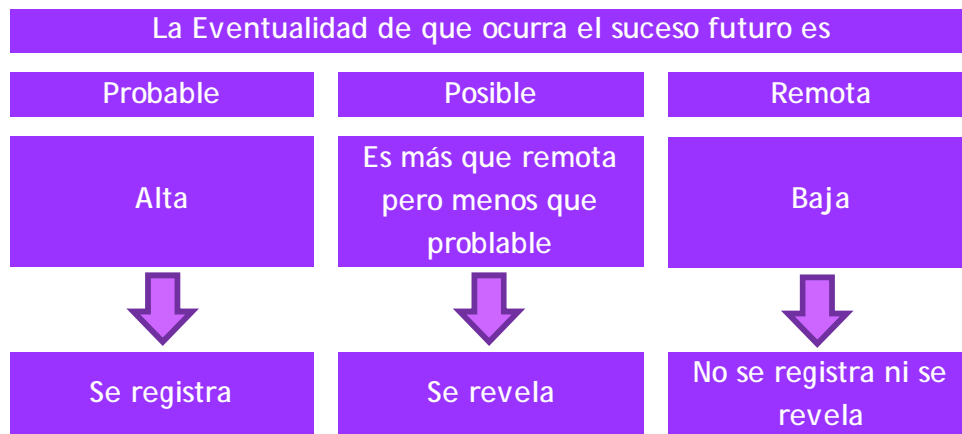 La Eventualidad de que ocurra el suceso futuro es
Probable
Posible
Remota
Alta
Es más que remota
pero menos que
problable
Baja
Se registra
Se revela
No se registra ni se
revela